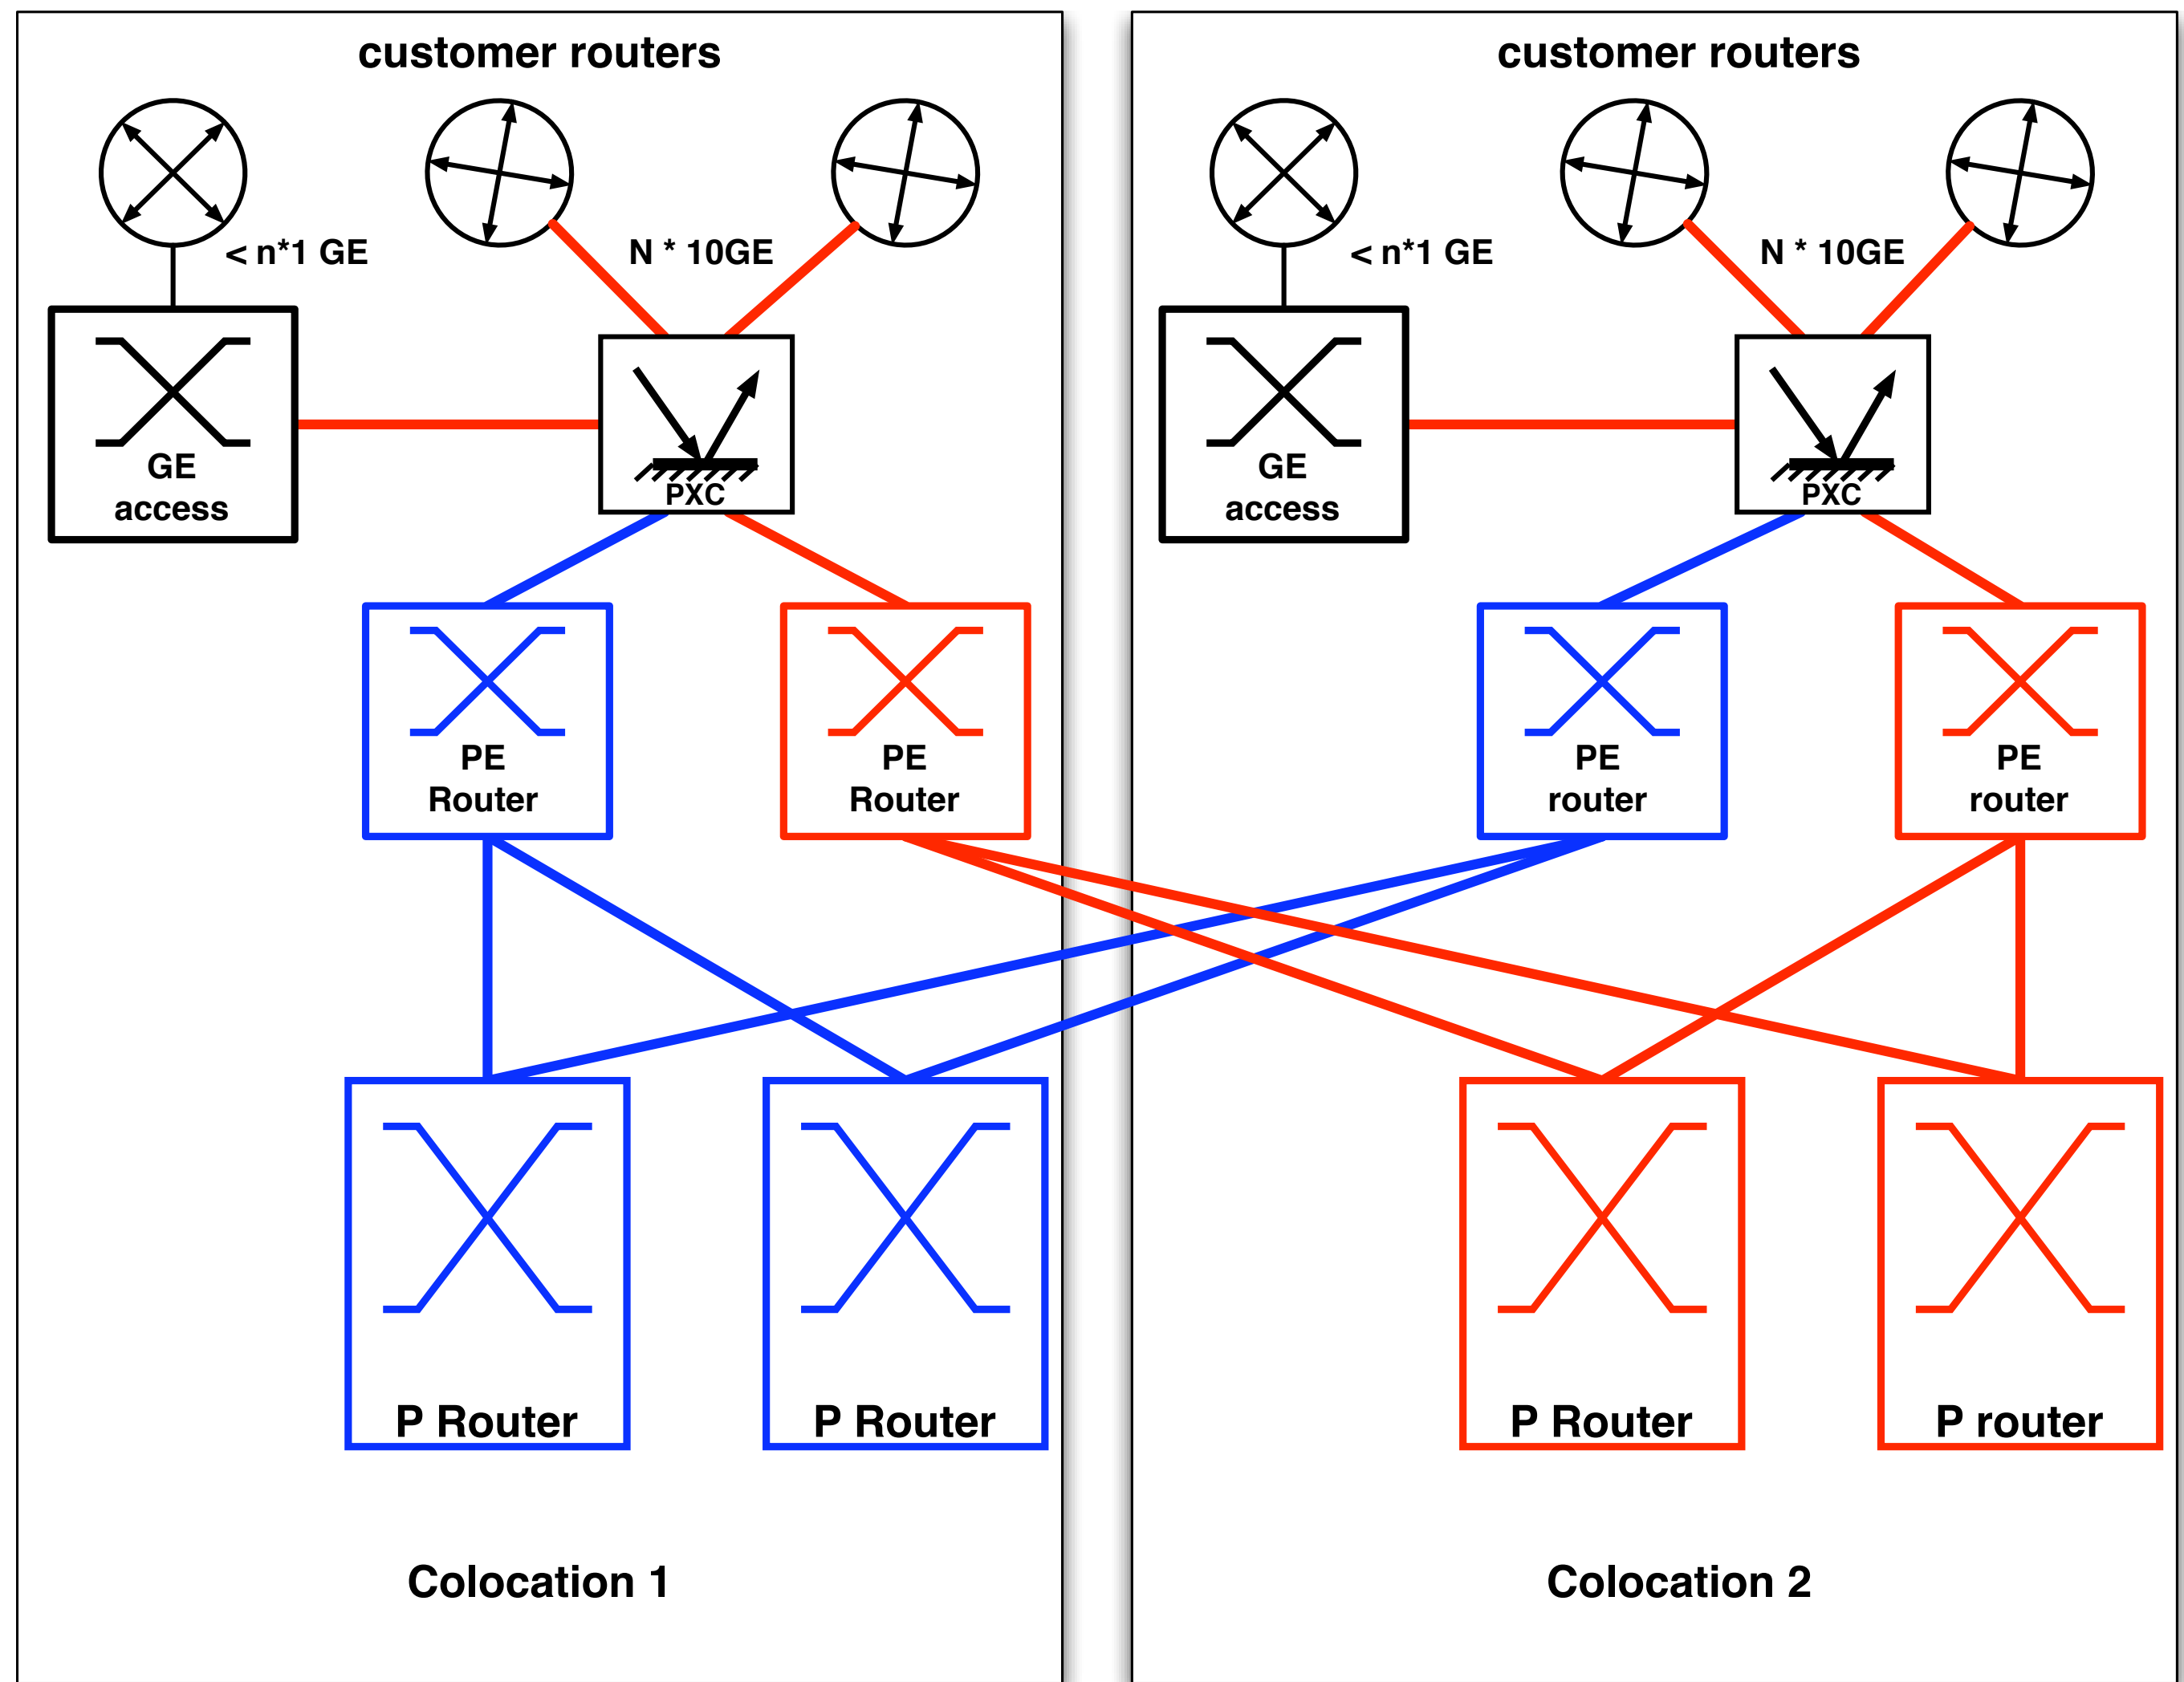 customer routers
< n*1 GE
N * 10GE
GE
access
PXC
PE
Router
PE
Router
P Router
P Router
Colocation 1
customer routers
< n*1 GE
N * 10GE
GE
access
PXC
PE
router
PE
router
P Router
P router
Colocation 2